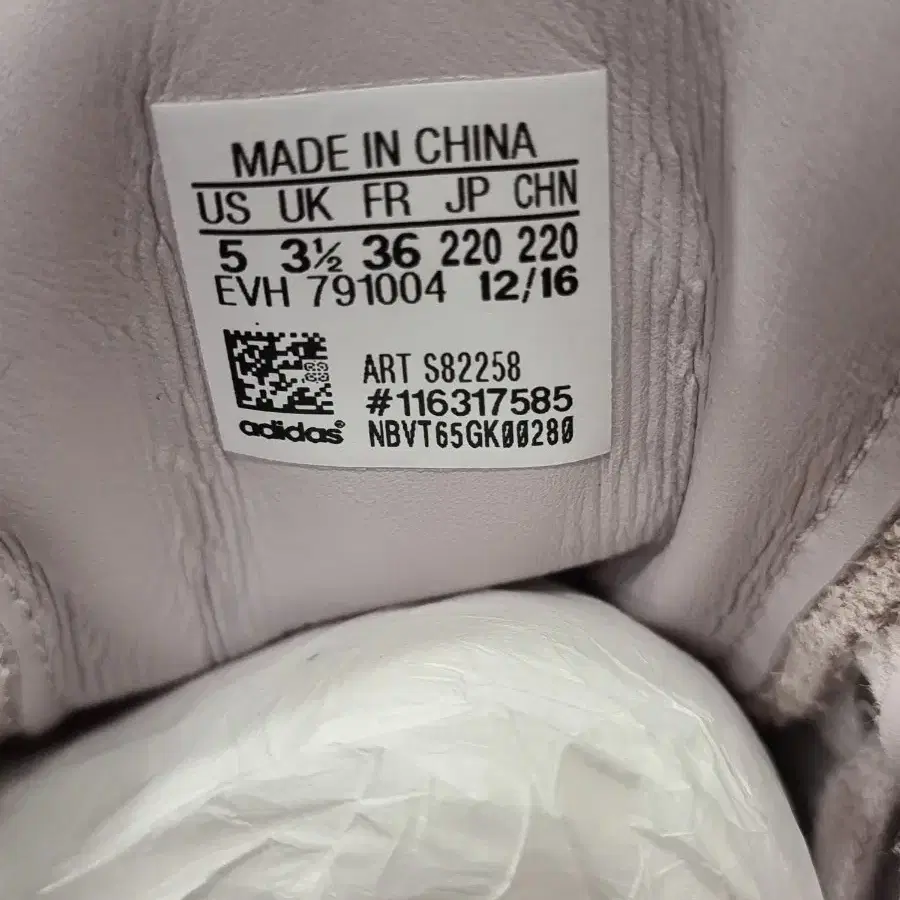 MADE IN CHINA
US UK FR JP CHN
5 3½ 36 220 220
EVH 791004 12/16
ART S82258
#116317585
adidas® NBVT65GK00280